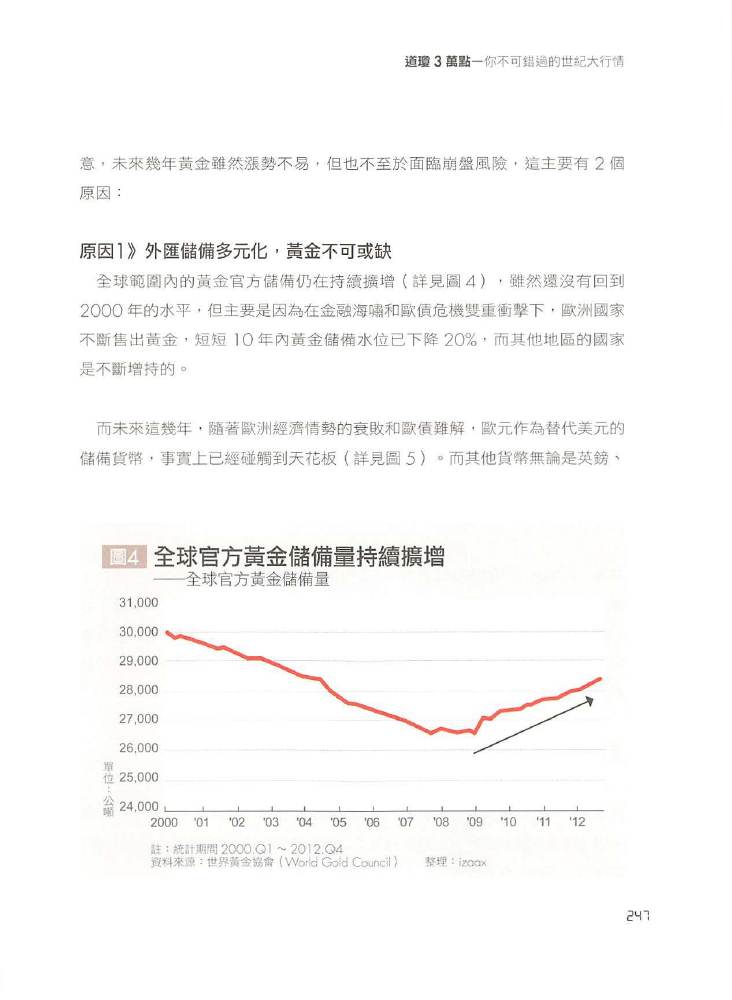 道瓊 3 萬點—你不可錯過的世紀大行情
意，未來幾年黃金雖然漲勢不易，但也不至於面臨崩盤風險，這主要有 2 個
原因：
原因1》外匯儲備多元化，黃金不可或缺
全球範圍內的黃金官方儲備仍在持續擴增（詳見圖 4），雖然還沒有回到
2000 年的水平，但主要是因為在金融海嘯和歐債危機雙重衝擊下，歐洲國家
不斷售出黃金，短短 10 年內黃金儲備水位已下降 20%，而其他地區的國家
是不斷增持的。
而未來這幾年，隨著歐洲經濟情勢的衰敗和歐債難解，歐元作為替代美元的
儲備貨幣，事實上已經碰觸到天花板（詳見圖 5）。而其他貨幣無論是英鎊、
圖4 全球官方黃金儲備量持續擴增
——全球官方黃金儲備量
31,000
30,000
29,000
28,000
27,000
26,000
25,000
24,000
單位：公噸
2000 '01 '02 '03 '04 '05 '06 '07 '08 '09 '10 '11 '12
註：統計期間 2000.Q1 ～ 2012.Q4
資料來源：世界黃金協會（World Gold Council） 整理：izaax
247